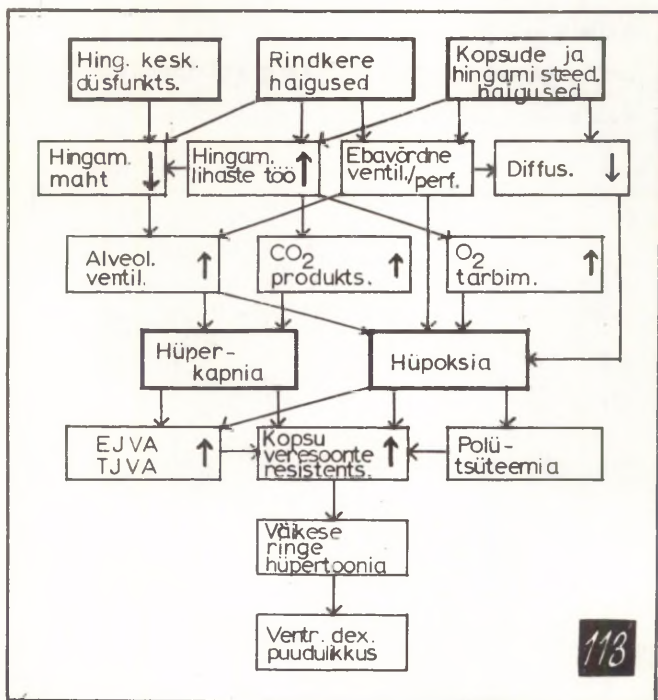 Hing. kesk.
düsfunkts.
Rindkere
haigused
Kopsude ja
hingamisteed.
haigused
Hingam.
maht ↓
Hingam.
lihaste töö ↑
Ebavõrdne
ventil./perf.
Diffus. ↓
Alveol.
ventil. ↑
CO2
produkts. ↑
O2
tarbim. ↑
Hüper-
kapnia
Hüpoksia
EJVA
TJVA ↑
Kopsu
veresoonte
resistents. ↑
Polü-
tsüteemia
Väikese
ringe
hüpertoonia
Ventr. dex.
puudulikkus
113